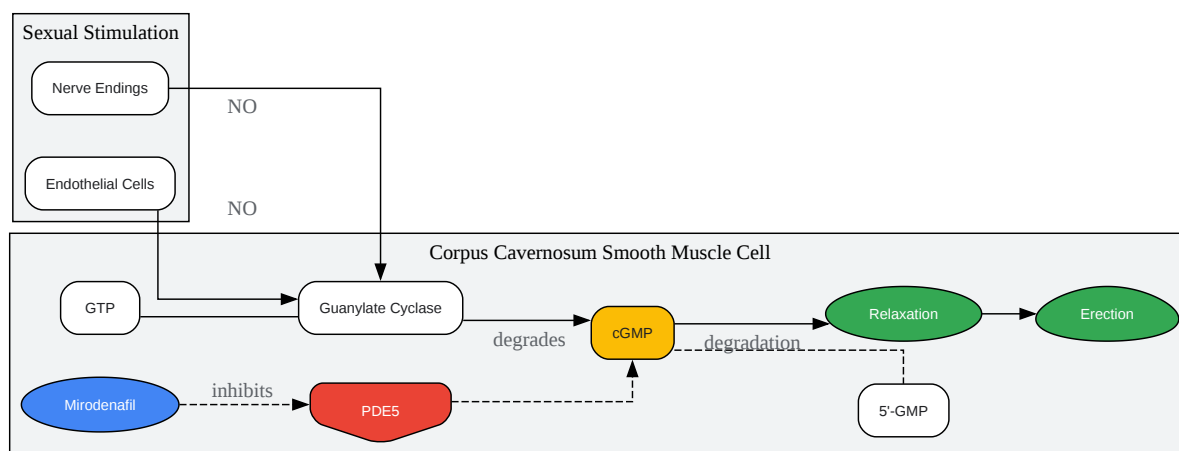 Sexual Stimulation
Nerve Endings
NO
Endothelial Cells
NO
Corpus Cavernosum Smooth Muscle Cell
GTP
Guanylate Cyclase
degrades
cGMP
degradation
Relaxation
Erection
Mirodenafil
inhibits
PDE5
5'-GMP